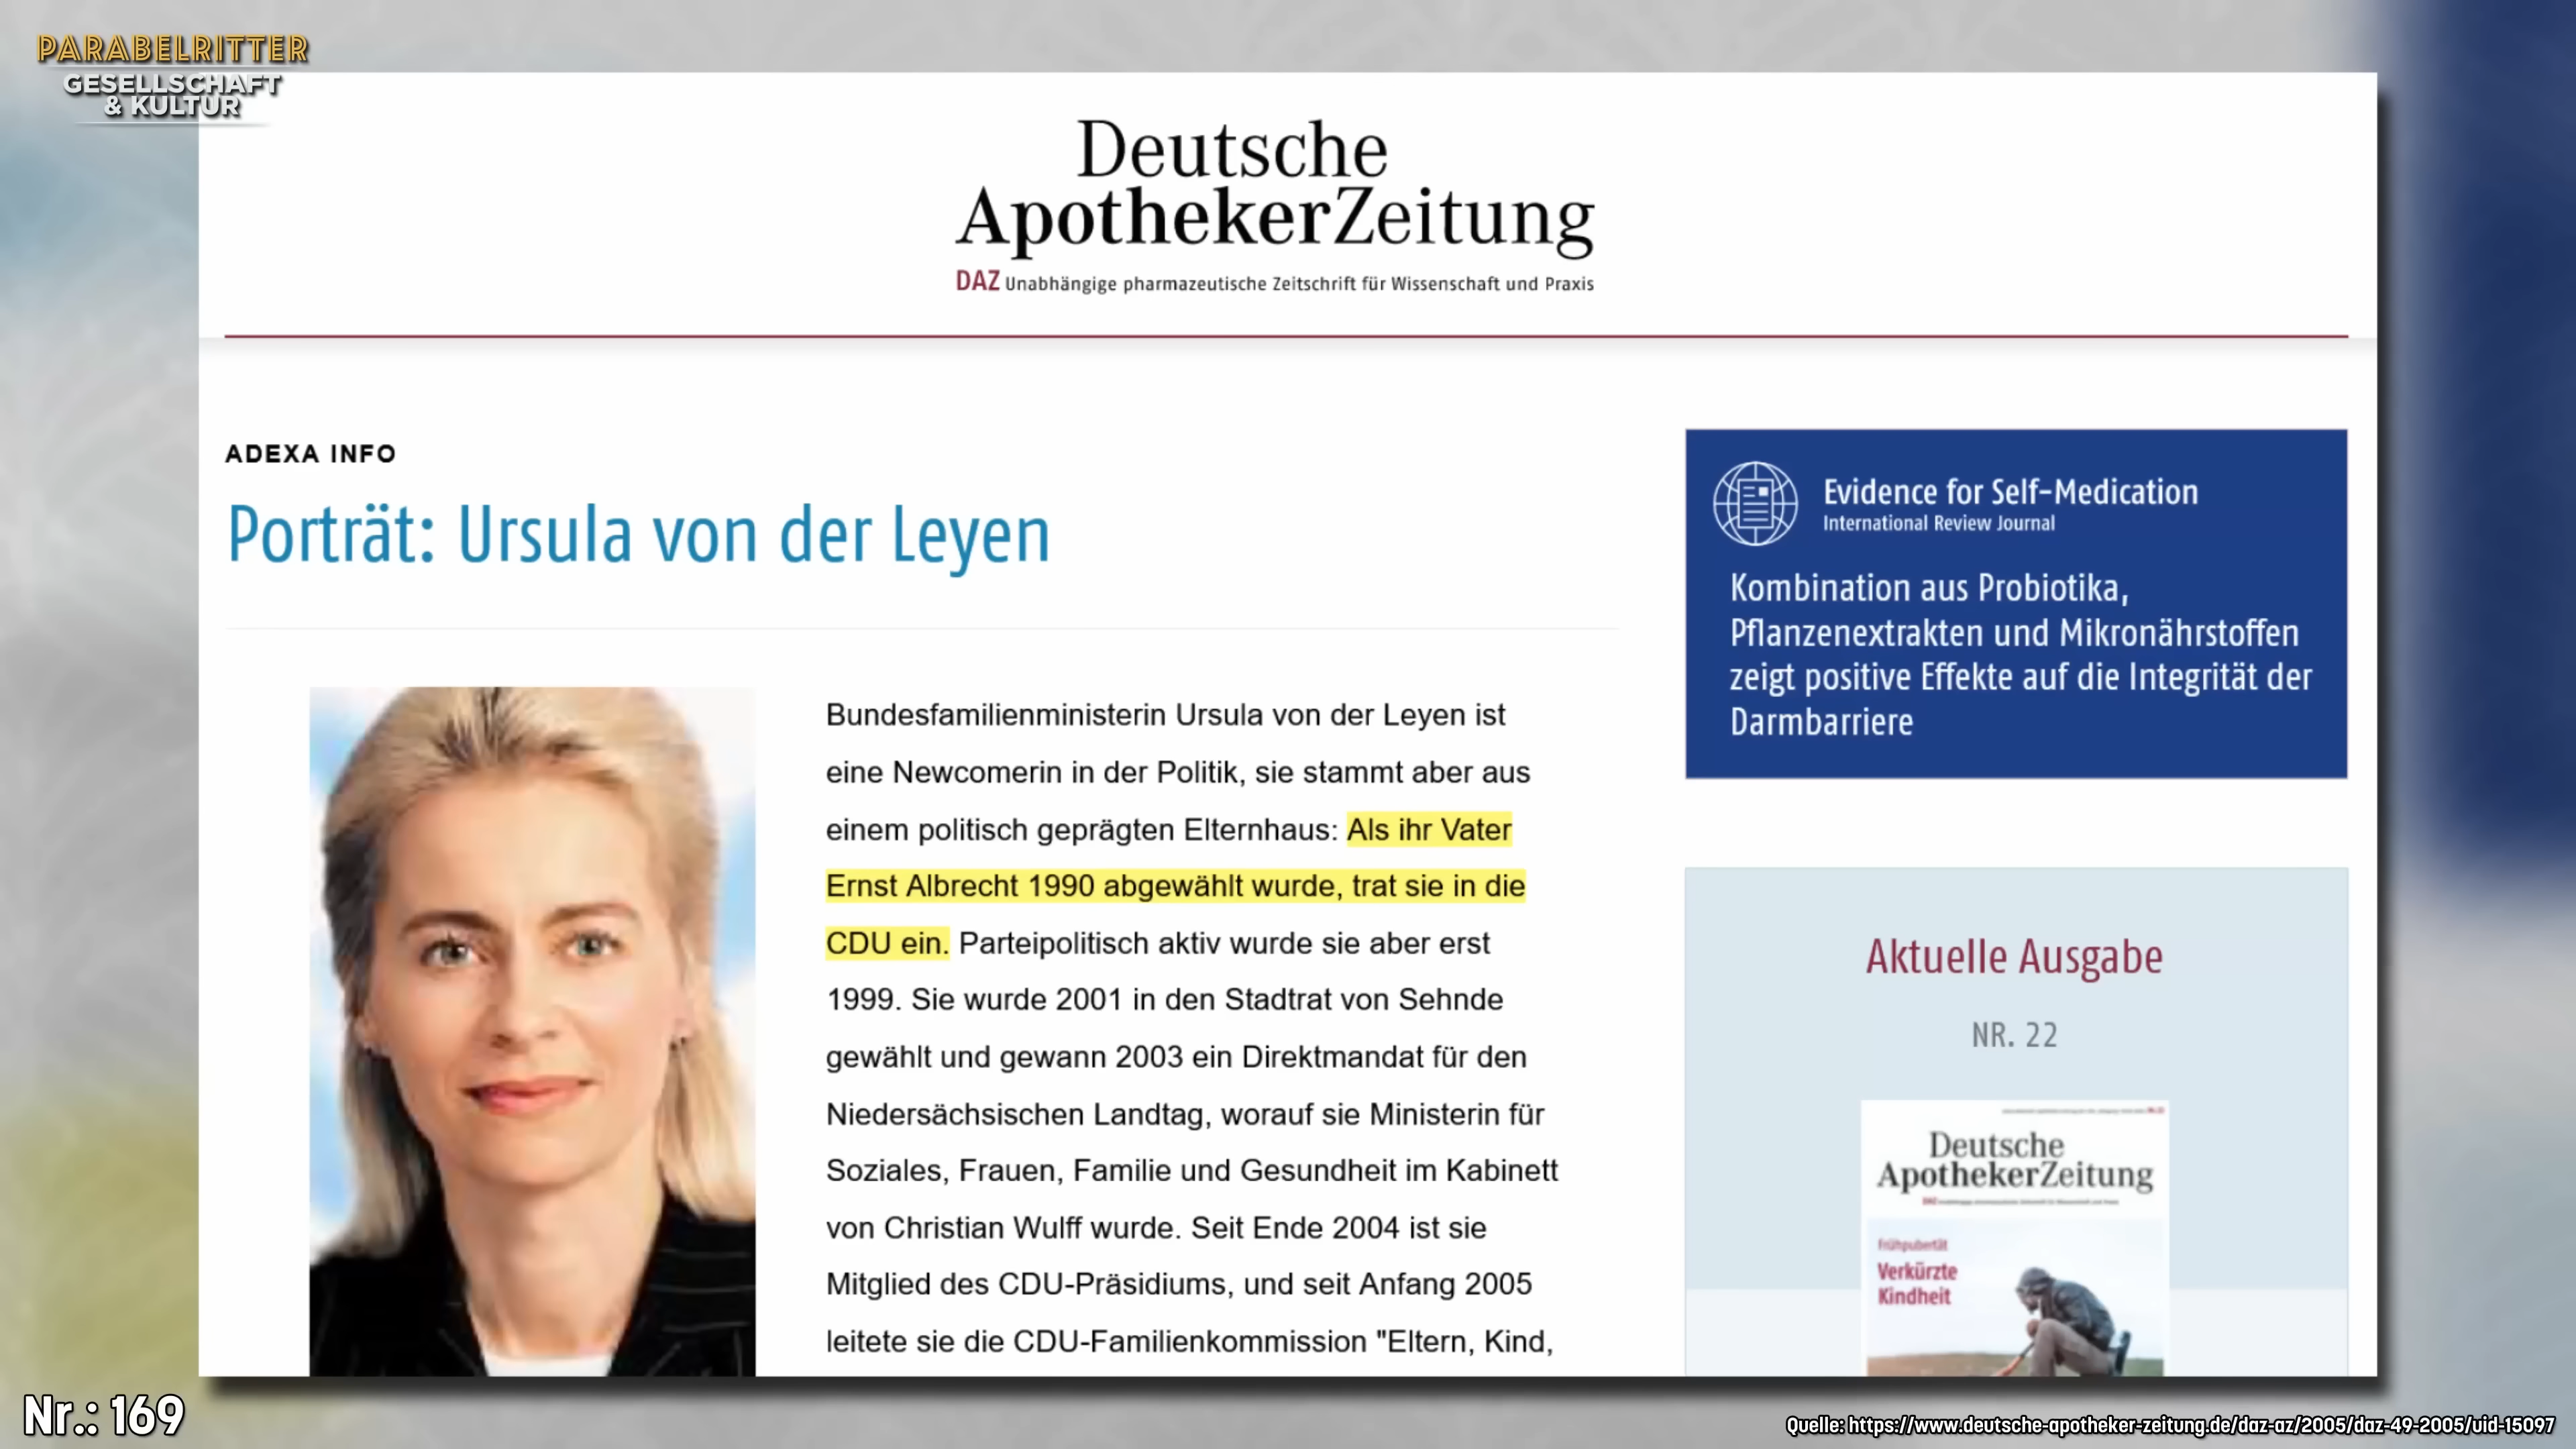 PARABELRITTER
GESELLSCHAFT
& KULTUR
Deutsche
ApothekerZeitung
DAZ Unabhängige pharmazeutische Zeitschrift für Wissenschaft und Praxis
ADEXA INFO
Porträt: Ursula von der Leyen
Bundesfamilienministerin Ursula von der Leyen ist
eine Newcomerin in der Politik, sie stammt aber aus
einem politisch geprägten Elternhaus: Als ihr Vater
Ernst Albrecht 1990 abgewählt wurde, trat sie in die
CDU ein. Parteipolitisch aktiv wurde sie aber erst
1999. Sie wurde 2001 in den Stadtrat von Sehnde
gewählt und gewann 2003 ein Direktmandat für den
Niedersächsischen Landtag, worauf sie Ministerin für
Soziales, Frauen, Familie und Gesundheit im Kabinett
von Christian Wulff wurde. Seit Ende 2004 ist sie
Mitglied des CDU-Präsidiums, und seit Anfang 2005
leitete sie die CDU-Familienkommission "Eltern, Kind,
Evidence for Self-Medication
International Review Journal
Kombination aus Probiotika,
Pflanzenextrakten und Mikronährstoffen
zeigt positive Effekte auf die Integrität der
Darmbarriere
Aktuelle Ausgabe
NR. 22
Deutsche
ApothekerZeitung
Frühpubertät
Verkürzte
Kindheit
Nr.: 169
Quelle: https://www.deutsche-apotheker-zeitung.de/daz-az/2005/daz-49-2005/uid-15097